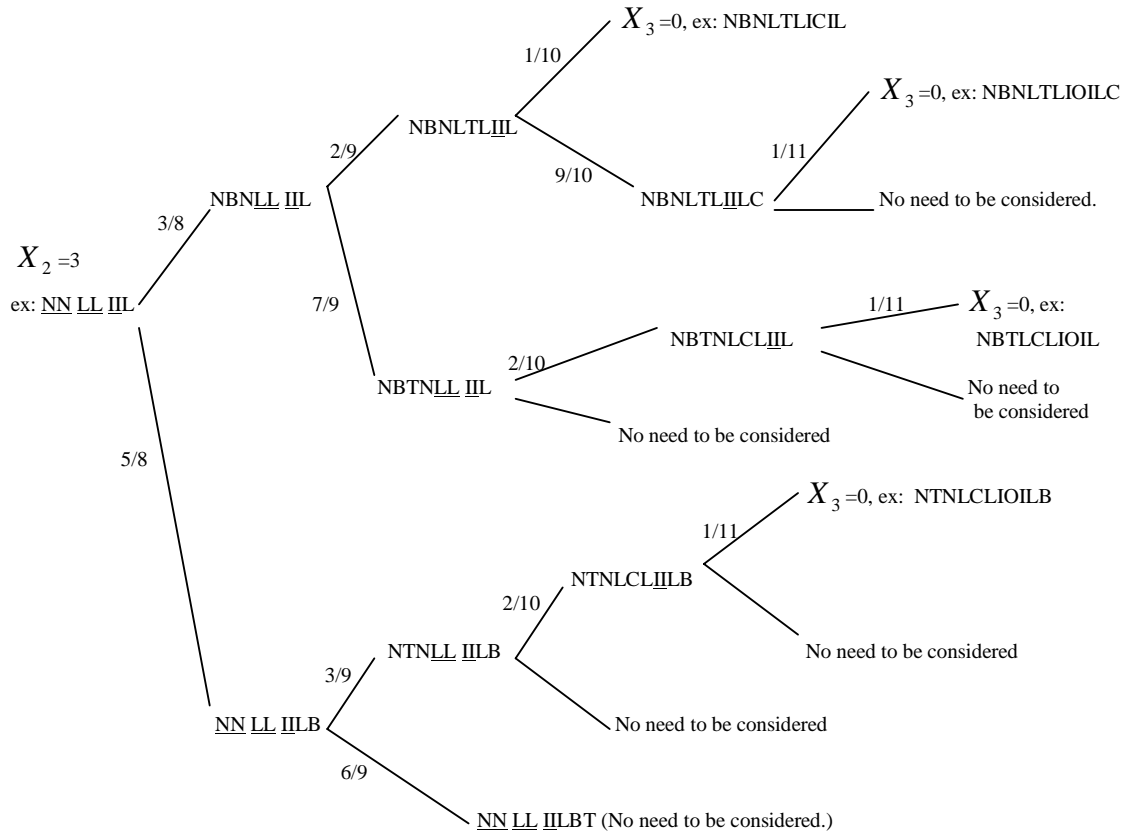 X3 =0, ex: NBNLTLICIL
1/10
X3 =0, ex: NBNLTLIOILC
NBNLTLIIL
2/9
1/11
9/10
NBNLL IIL
NBNLTLIILC
No need to be considered.
3/8
X2 =3
ex: NN LL IIL
7/9
1/11
X3 =0, ex:
NBTLCLIOIL
NBTNLCLIIL
2/10
NBTNLL IIL
No need to
be considered
No need to be considered
5/8
X3 =0, ex: NTNLCLIOILB
1/11
NTNLCLIILB
2/10
NTNLL IILB
No need to be considered
3/9
NN LL IILB
No need to be considered
6/9
NN LL IILBT (No need to be considered.)